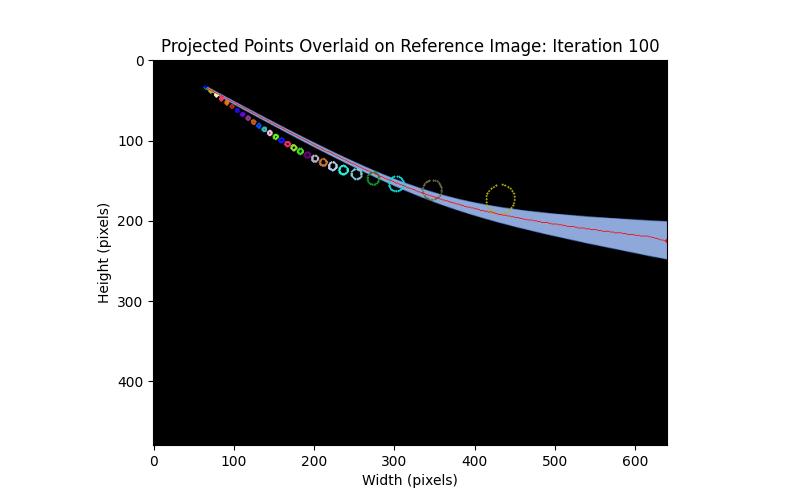 Projected Points Overlaid on Reference Image: Iteration 100
0
100
200
300
400
Height (pixels)
0 100 200 300 400 500 600
Width (pixels)